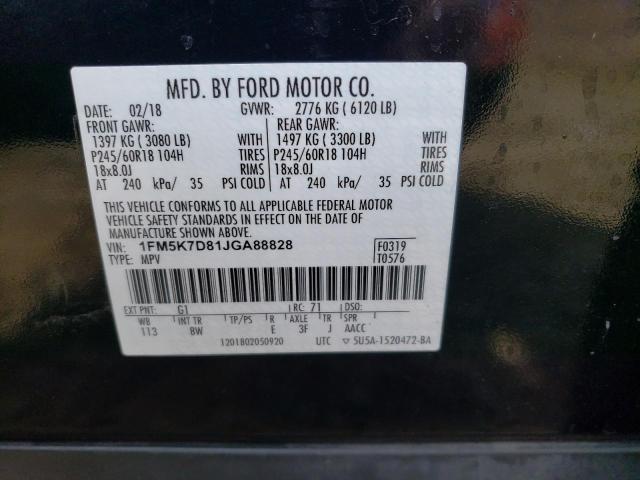 MFD. BY FORD MOTOR CO.
DATE: 02/18 GVWR: 2776 KG ( 6120 LB)
FRONT GAWR: REAR GAWR:
1397 KG ( 3080 LB) WITH 1497 KG ( 3300 LB) WITH
P245/60R18 104H TIRES P245/60R18 104H TIRES
18x8.0J RIMS 18x8.0J RIMS
AT 240 kPa/ 35 PSI COLD AT 240 kPa/ 35 PSI COLD
THIS VEHICLE CONFORMS TO ALL APPLICABLE FEDERAL MOTOR
VEHICLE SAFETY STANDARDS IN EFFECT ON THE DATE OF
MANUFACTURE SHOWN ABOVE.
VIN: 1FM5K7D81JGA88828 F0319
TYPE: MPV T0576
EXT PNT: G1 RC: 71 DSO:
WB INT TR TP/PS R AXLE TR SPR
113 BW E 3F J AACC
1201802050920 UTC ▽ 5U5A-1520472-BA